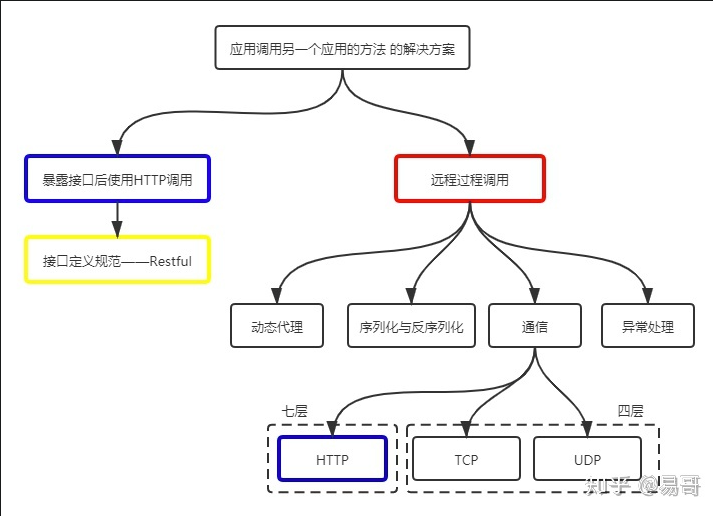 应用调用另一个应用的方法 的解决方案
暴露接口后使用HTTP调用
远程过程调用
接口定义规范——Restful
动态代理
序列化与反序列化
通信
异常处理
七层
四层
HTTP
TCP
UDP
知乎 @易哥